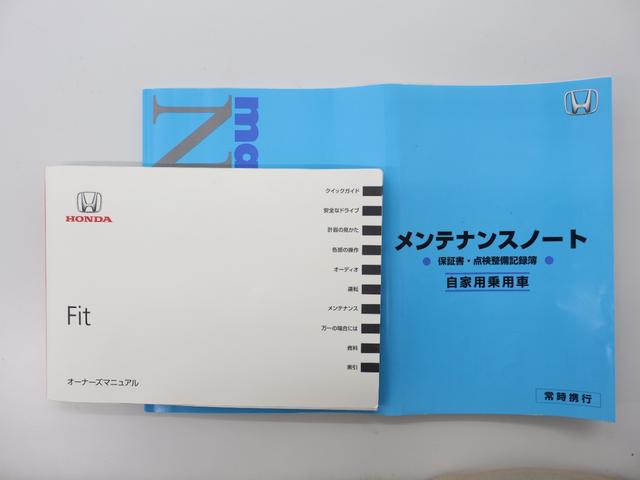 HONDA
Fit
オーナーズマニュアル
クイックガイド
安全なドライブ
計器の見かた
各部の操作
オーディオ
運転
メンテナンス
万一の場合には
資料
索引
ma
N
メンテナンスノート
● 保証書・点検整備記録簿 ●
自家用乗用車
常時携行